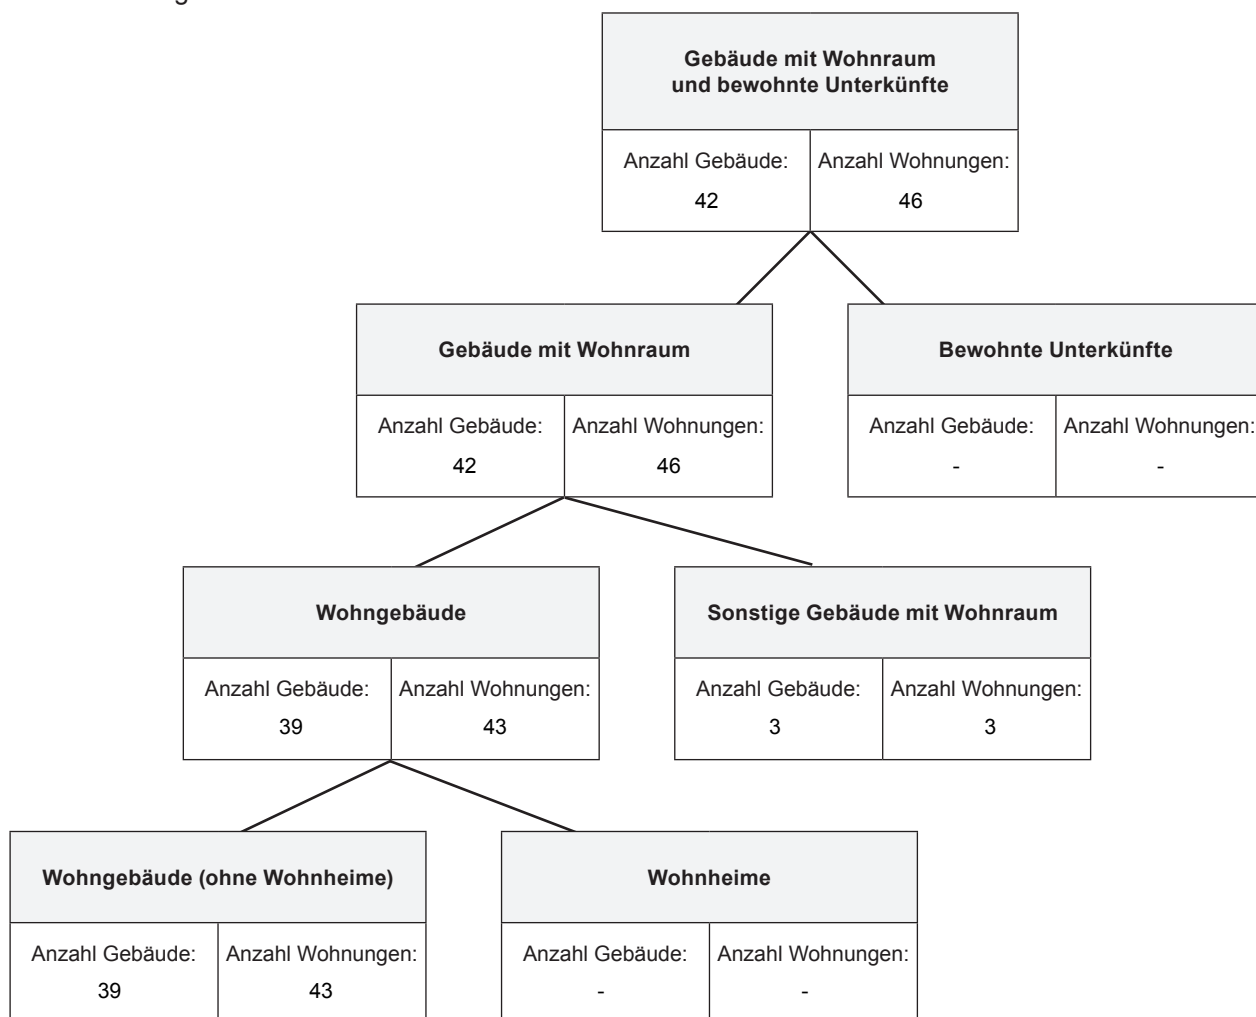 Gebäude mit Wohnraum
und bewohnte Unterkünfte
Anzahl Gebäude: Anzahl Wohnungen:
42 46
Gebäude mit Wohnraum Bewohnte Unterkünfte
Anzahl Gebäude: Anzahl Wohnungen: Anzahl Gebäude: Anzahl Wohnungen:
42 46 - -
Wohngebäude Sonstige Gebäude mit Wohnraum
Anzahl Gebäude: Anzahl Wohnungen: Anzahl Gebäude: Anzahl Wohnungen:
39 43 3 3
Wohngebäude (ohne Wohnheime) Wohnheime
Anzahl Gebäude: Anzahl Wohnungen: Anzahl Gebäude: Anzahl Wohnungen:
39 43 - -